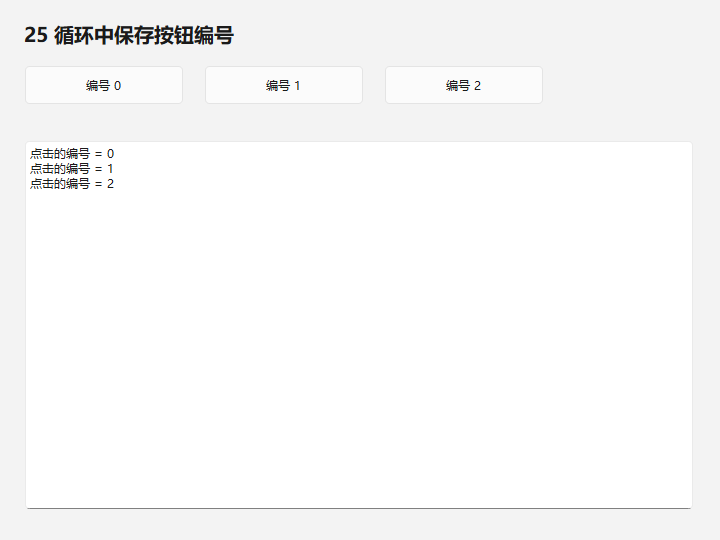 25 循环中保存按钮编号
编号 0
编号 1
编号 2
点击的编号 = 0
点击的编号 = 1
点击的编号 = 2